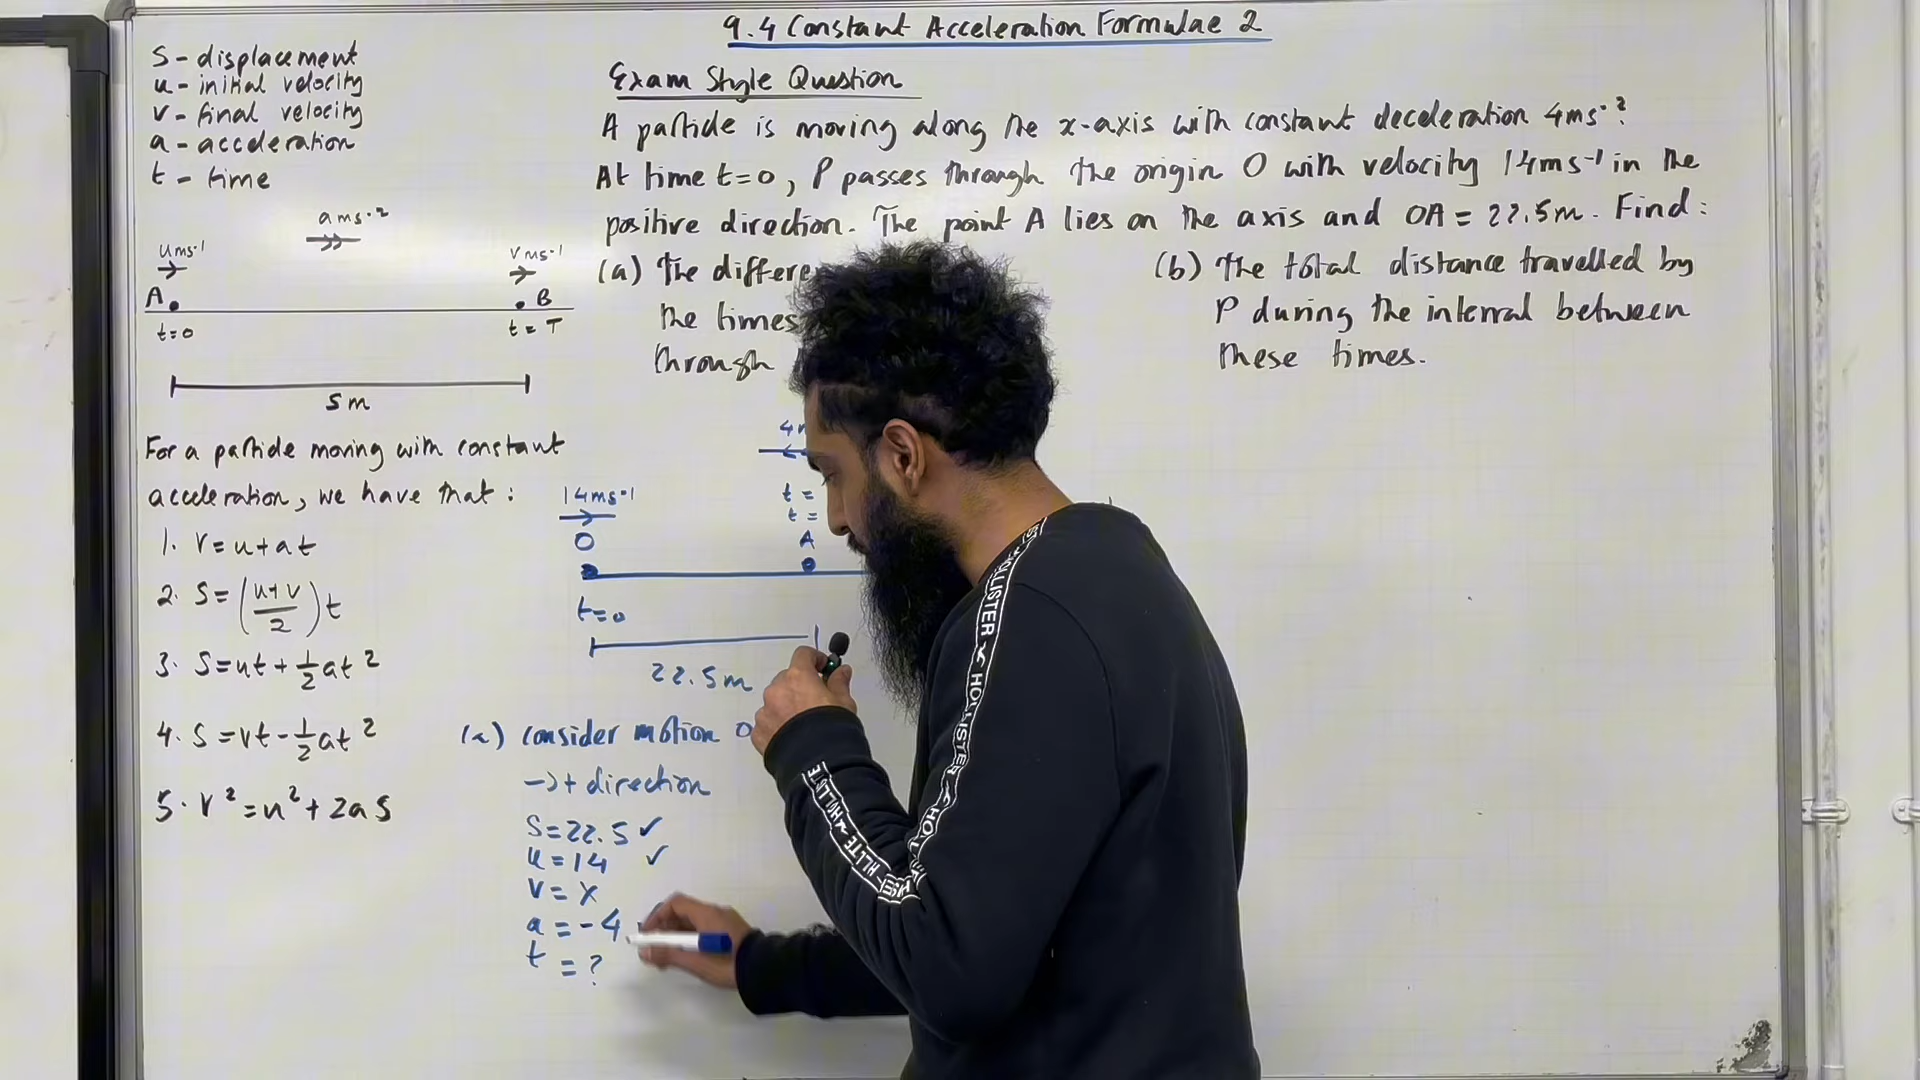 9.4 Constant Acceleration Formulae 2
S - displacement
u - initial velocity
v - final velocity
a - acceleration
t - time
a ms⁻²
u ms⁻¹
v ms⁻¹
A
B
t=0
t = T
5m
For a particle moving with constant
acceleration, we have that :
1. V = u+at
2. S = (u+v/2)t
3. S=ut+½at²
4. S=vt-½at²
5. V²=u²+2as
Exam Style Question
A particle is moving along the x-axis with constant deceleration 4ms⁻².
At time t=0, P passes through the origin O with velocity 14ms⁻¹ in the
positive direction. The point A lies on the axis and OA = 22.5m. Find:
(a) The
the times
through
(b) The total distance travelled by
P during the interval between
these times.
14ms⁻¹
t =
t =
O
A
t=0
22.5m
(a) consider motion
→+ direction
S=22.5 ✓
u=14 ✓
V = X
a = -4
t = ?
HOLLISTER HOLLISTER